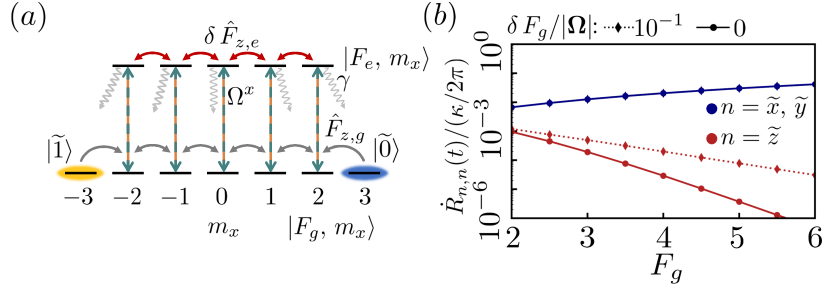 (a)
δ F̂_{z,e}
|F_e, m_x⟩
γ
Ω^x
F̂_{z,g}
|1̃⟩
|0̃⟩
−3 −2 −1 0 1 2 3
m_x |F_g, m_x⟩
(b)
δ F_g/|Ω|: 10^{-1} 0
10^0
10^{-3}
10^{-6}
Ṙ_{n,n}(t)/(κ/2π)
n = x̃, ỹ
n = z̃
2 3 4 5 6
F_g